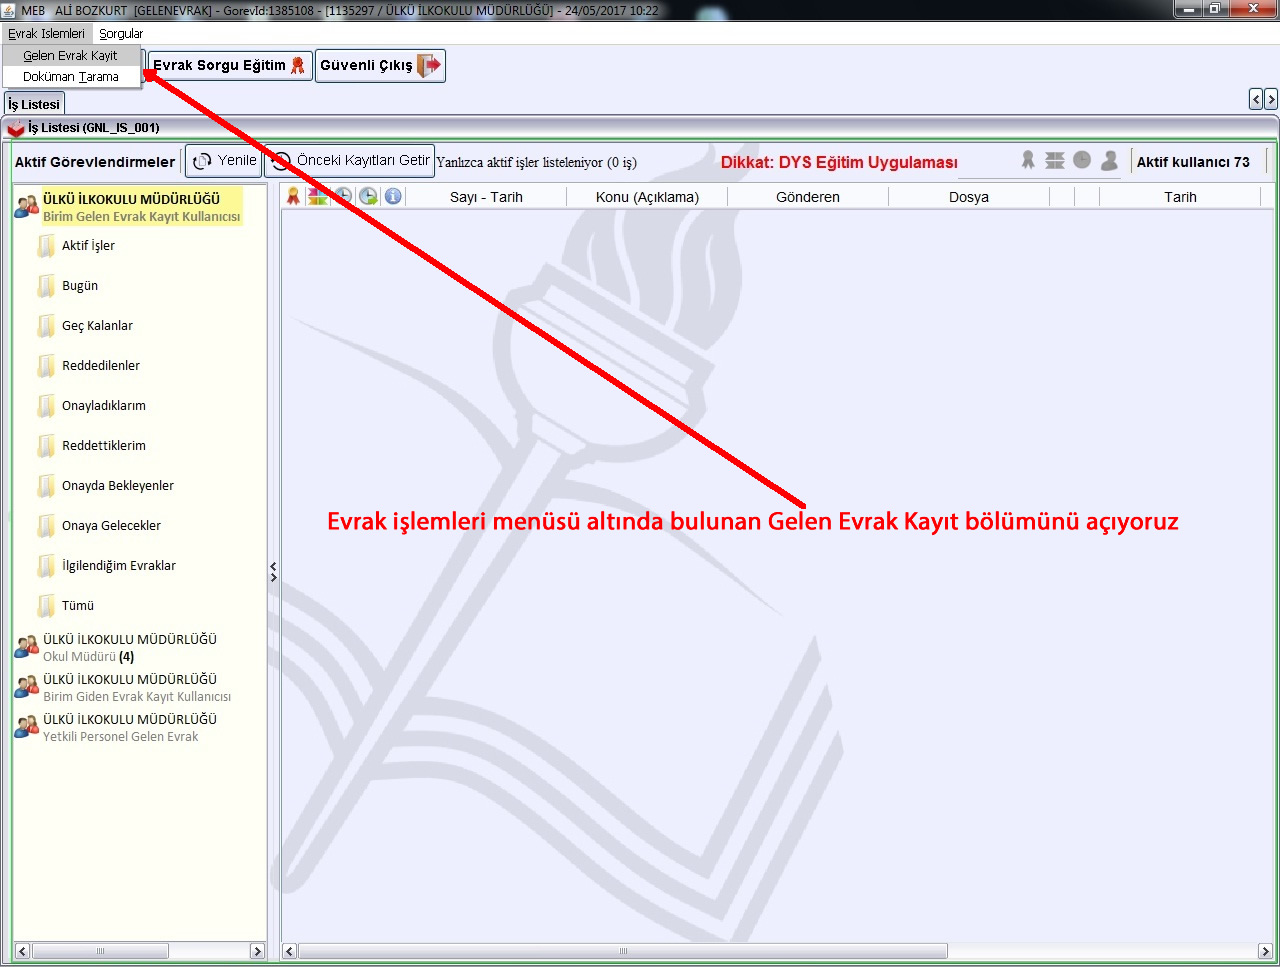 MEB ALİ BOZKURT [GELENEVRAK] - GorevId:1385108 - [1135297 / ÜLKÜ İLKOKULU MÜDÜRLÜĞÜ] - 24/05/2017 10:22
Evrak Islemleri Sorgular
Gelen Evrak Kayit
Doküman Tarama
Evrak Sorgu Eğitim
Güvenli Çıkış
İş Listesi
İş Listesi (GNL_IS_001)
Aktif Görevlendirmeler
Yenile
Önceki Kayıtları Getir
Yanlızca aktif işler listeleniyor (0 iş)
Dikkat: DYS Eğitim Uygulaması
Aktif kullanıcı 73
Sayı - Tarih
Konu (Açıklama)
Gönderen
Dosya
Tarih
ÜLKÜ İLKOKULU MÜDÜRLÜĞÜ
Birim Gelen Evrak Kayıt Kullanıcısı
Aktif İşler
Bugün
Geç Kalanlar
Reddedilenler
Onayladıklarım
Reddettiklerim
Onayda Bekleyenler
Onaya Gelecekler
İlgilendiğim Evraklar
Tümü
ÜLKÜ İLKOKULU MÜDÜRLÜĞÜ
Okul Müdürü (4)
ÜLKÜ İLKOKULU MÜDÜRLÜĞÜ
Birim Giden Evrak Kayıt Kullanıcısı
ÜLKÜ İLKOKULU MÜDÜRLÜĞÜ
Yetkili Personel Gelen Evrak
Evrak işlemleri menüsü altında bulunan Gelen Evrak Kayıt bölümünü açıyoruz